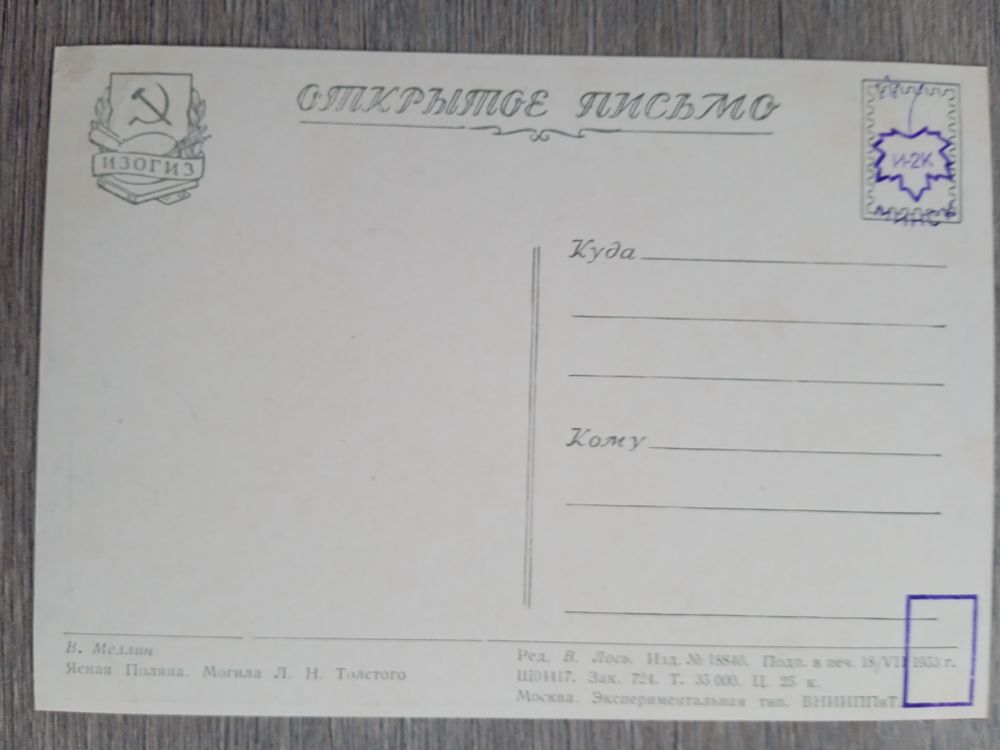 ОТКРЫТОЕ ПИСЬМО
ИЗОГИЗ
И-2К
Куда
Кому
В. Меллин
Ясная Поляна. Могила Л. Н. Толстого
Ред. В. Лось. Изд. № 18840. Подп. в печ. 18/VII 1953 г.
Ш04417. Зак. 724. Т. 35 000. Ц. 25 к.
Москва. Экспериментальная тип. ВНИИППиТ.